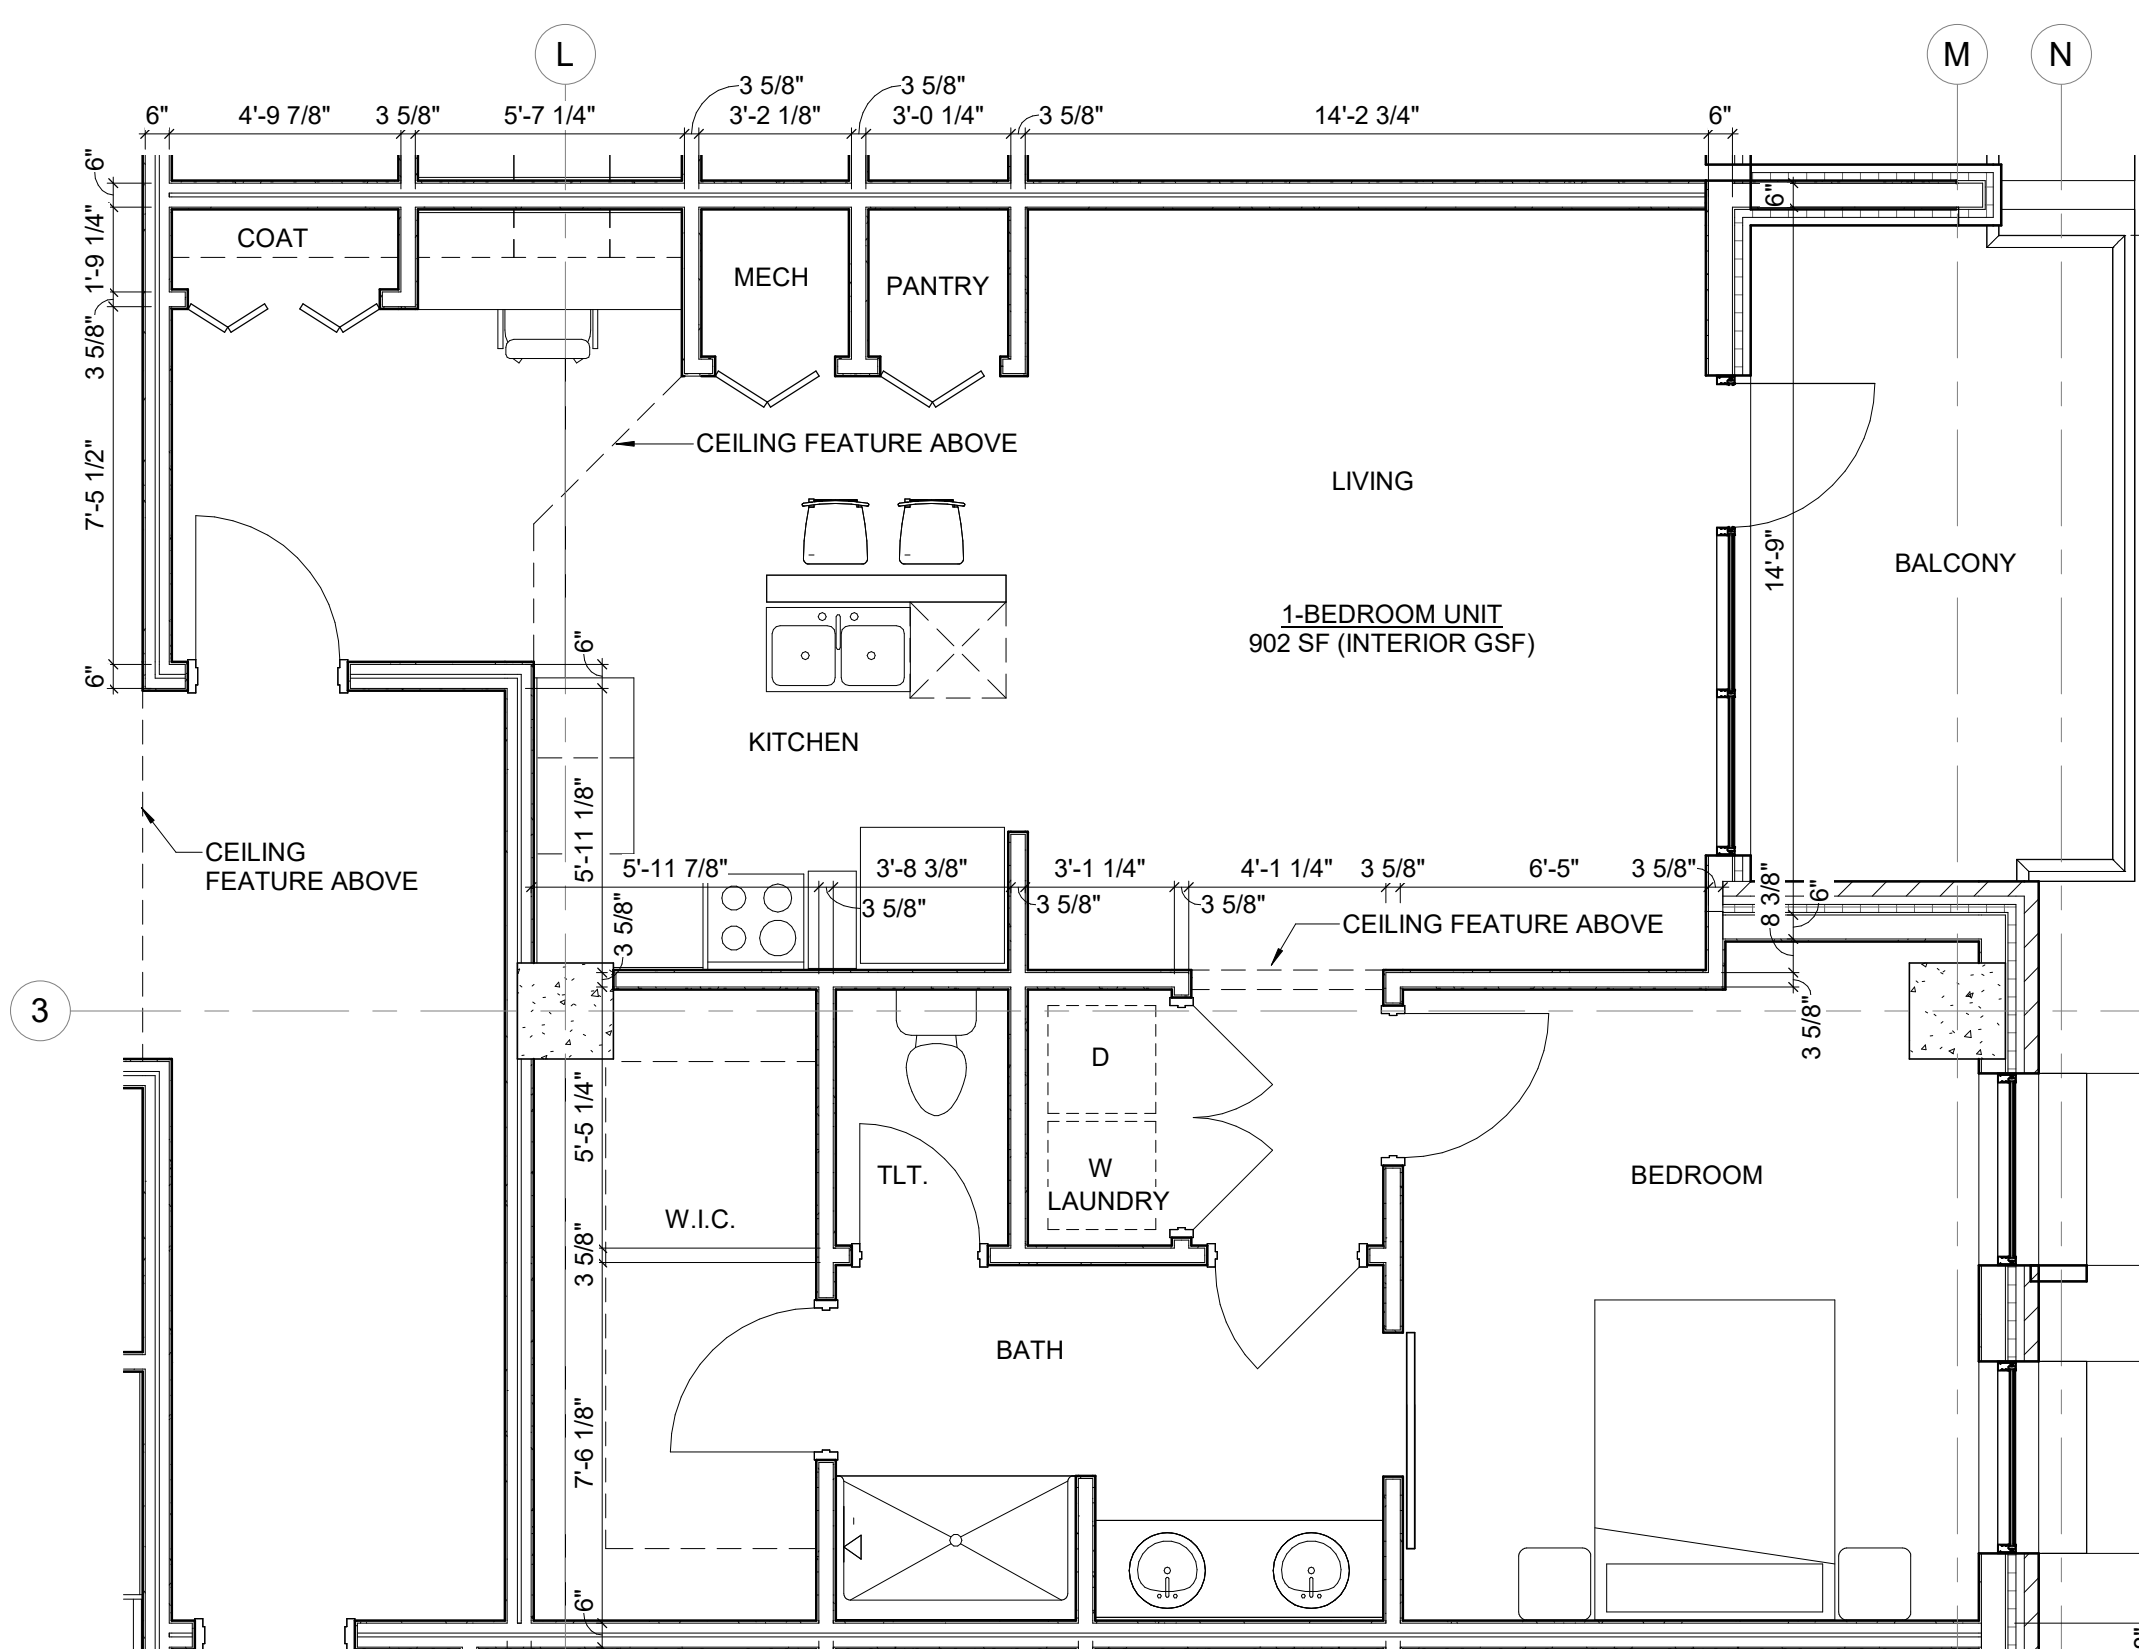 L
M
N
3 5/8"
3 5/8"
6"
4'-9 7/8"
3 5/8"
5'-7 1/4"
3'-2 1/8"
3'-0 1/4"
3 5/8"
14'-2 3/4"
6"
6"
1'-9 1/4"
3 5/8"
7'-5 1/2"
6"
COAT
MECH
PANTRY
6"
CEILING FEATURE ABOVE
LIVING
14'-9"
BALCONY
1-BEDROOM UNIT
902 SF (INTERIOR GSF)
6"
KITCHEN
5'-11 1/8"
CEILING
FEATURE ABOVE
5'-11 7/8"
3'-8 3/8"
3'-1 1/4"
4'-1 1/4"
3 5/8"
6'-5"
3 5/8"
3 5/8"
3 5/8"
3 5/8"
8 3/8"
6"
3 5/8"
CEILING FEATURE ABOVE
3
3 5/8"
D
5'-5 1/4"
TLT.
W
LAUNDRY
BEDROOM
W.I.C.
3 5/8"
BATH
7'-6 1/8"
6"